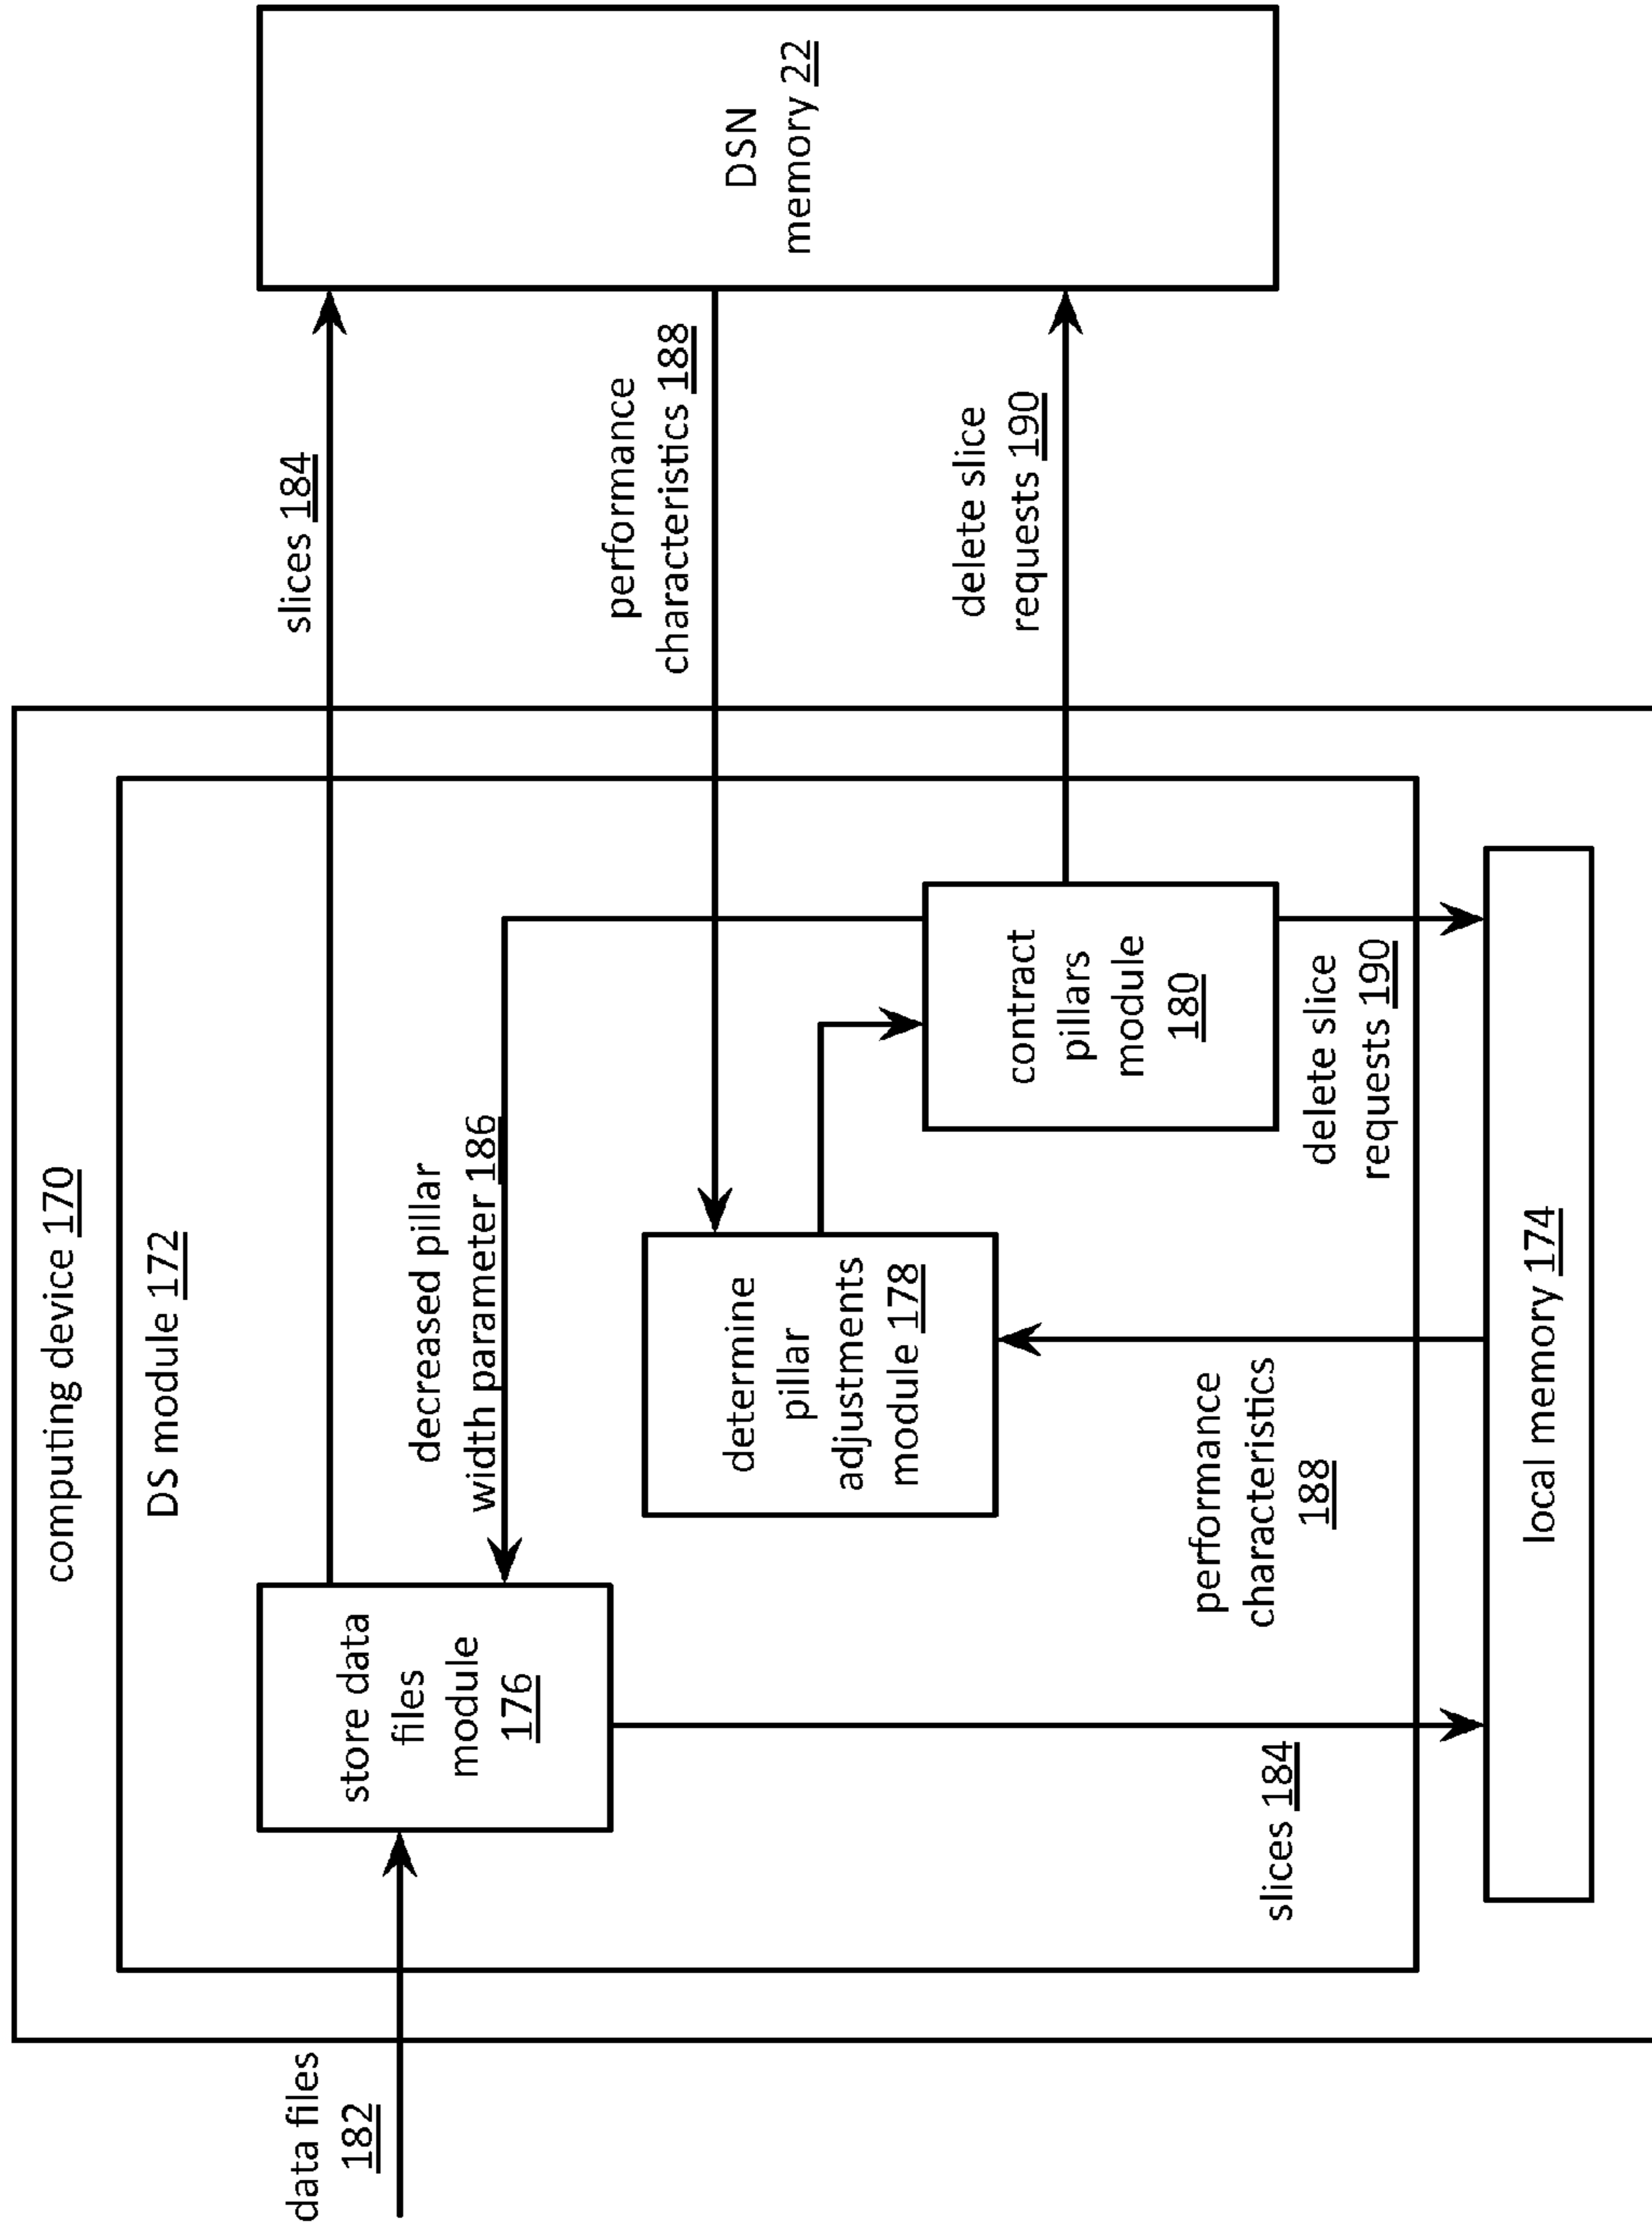 computing device 170
DS module 172
data files
182
store data
files
module
176
slices 184
decreased pillar
width parameter 186
performance
characteristics 188
DSN
memory 22
determine
pillar
adjustments
module 178
contract
pillars
module
180
delete slice
requests 190
slices 184
performance
characteristics
188
delete slice
requests 190
local memory 174